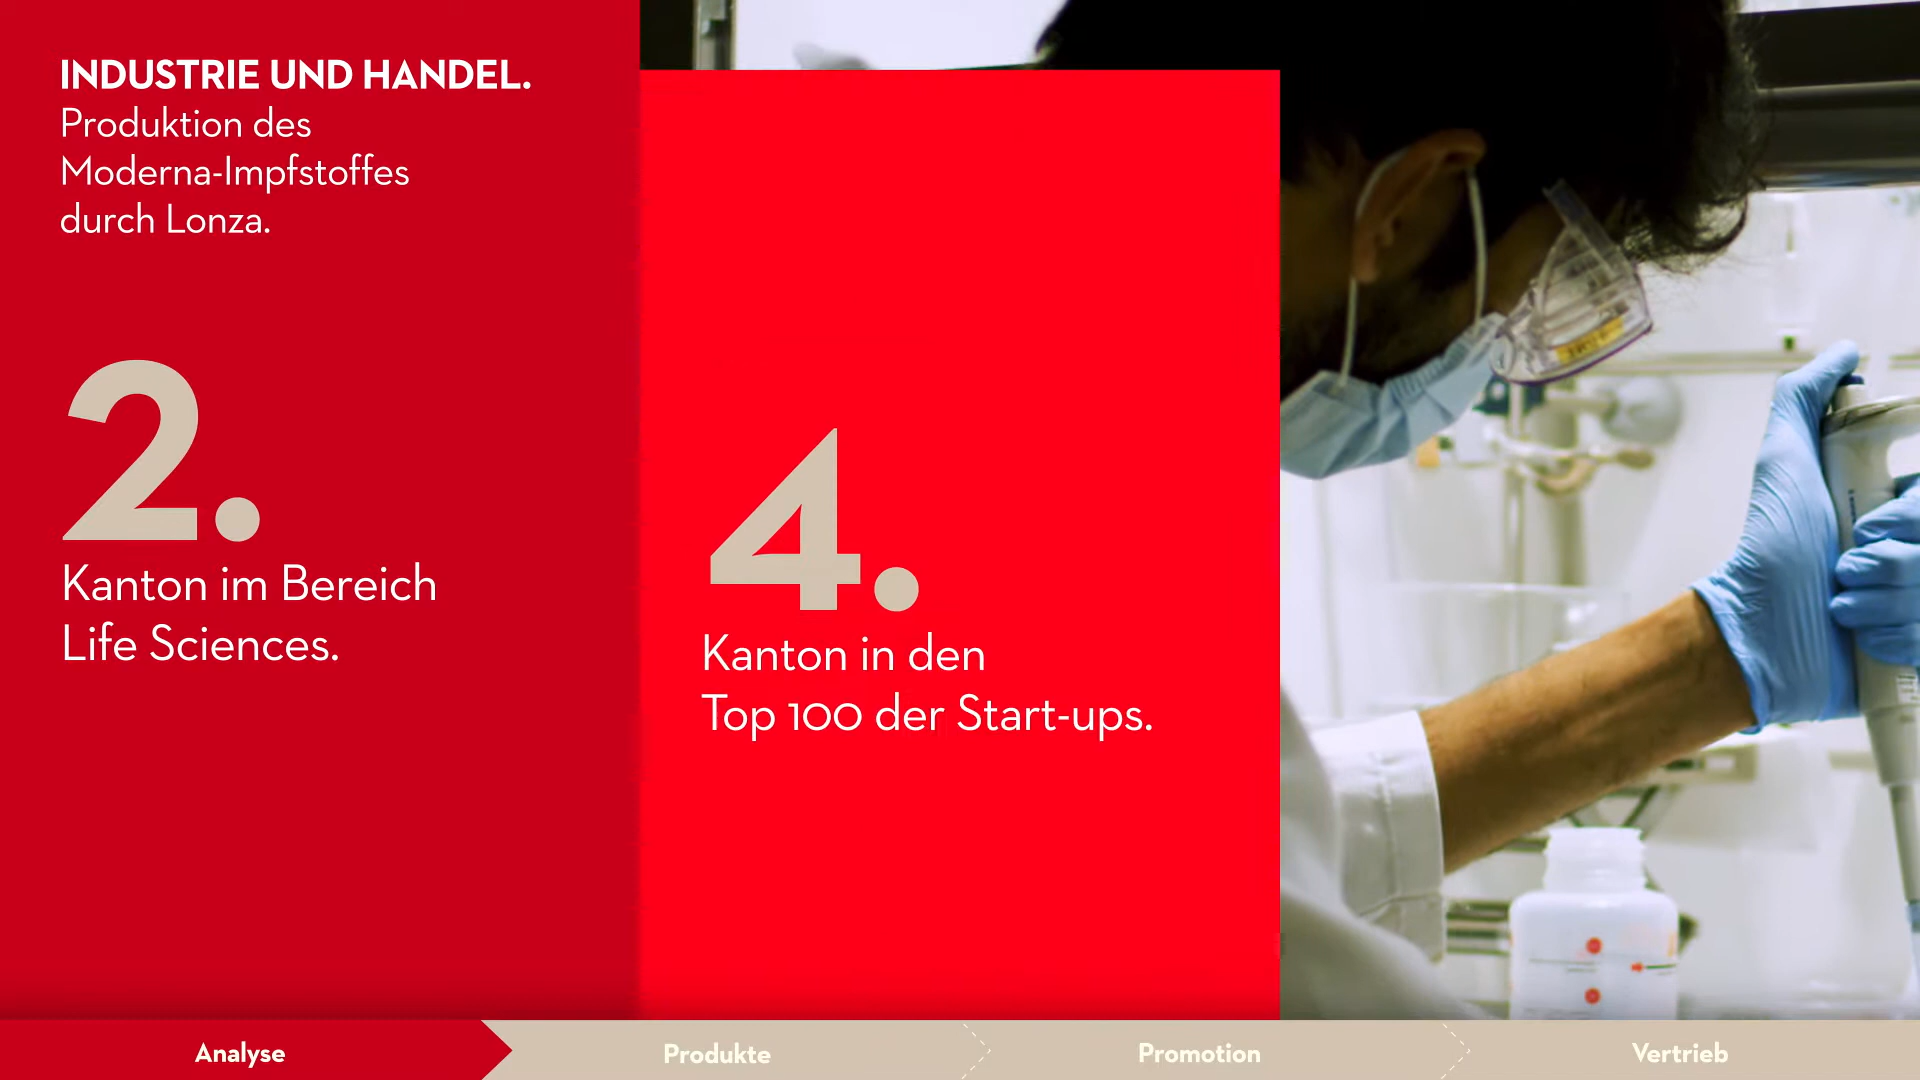 INDUSTRIE UND HANDEL.
Produktion des
Moderna-Impfstoffes
durch Lonza.
2.
Kanton im Bereich
Life Sciences.
4.
Kanton in den
Top 100 der Start-ups.
Analyse
Produkte
Promotion
Vertrieb